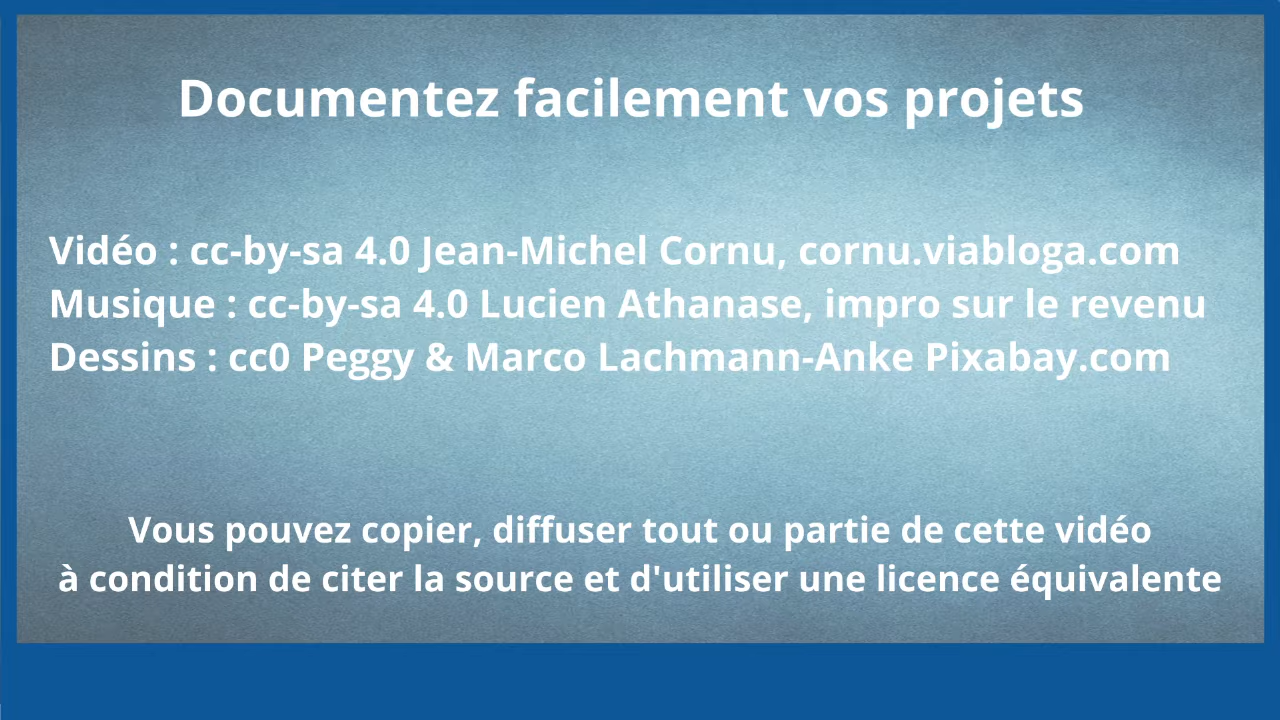 Documentez facilement vos projets
Vidéo : cc-by-sa 4.0 Jean-Michel Cornu, cornu.viabloga.com
Musique : cc-by-sa 4.0 Lucien Athanase, impro sur le revenu
Dessins : cc0 Peggy & Marco Lachmann-Anke Pixabay.com
Vous pouvez copier, diffuser tout ou partie de cette vidéo
à condition de citer la source et d'utiliser une licence équivalente